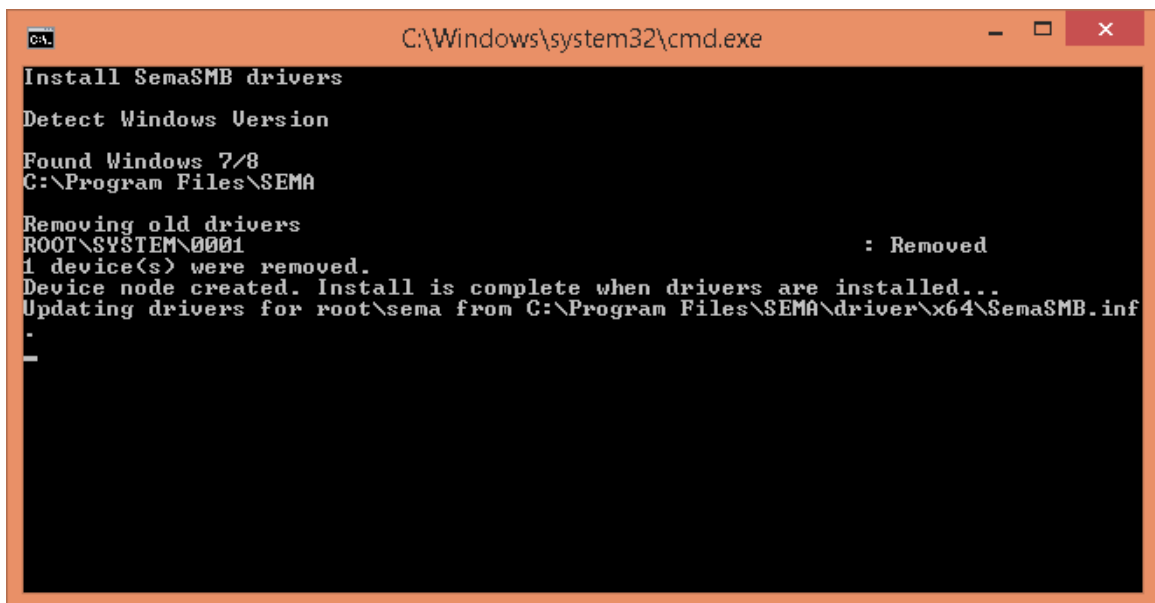 C:\Windows\system32\cmd.exe
Install SemaSMB drivers
Detect Windows Version
Found Windows 7/8
C:\Program Files\SEMA
Removing old drivers
ROOT\SYSTEM\0001 : Removed
1 device(s) were removed.
Device node created. Install is complete when drivers are installed...
Updating drivers for root\sema from C:\Program Files\SEMA\driver\x64\SemaSMB.inf
.